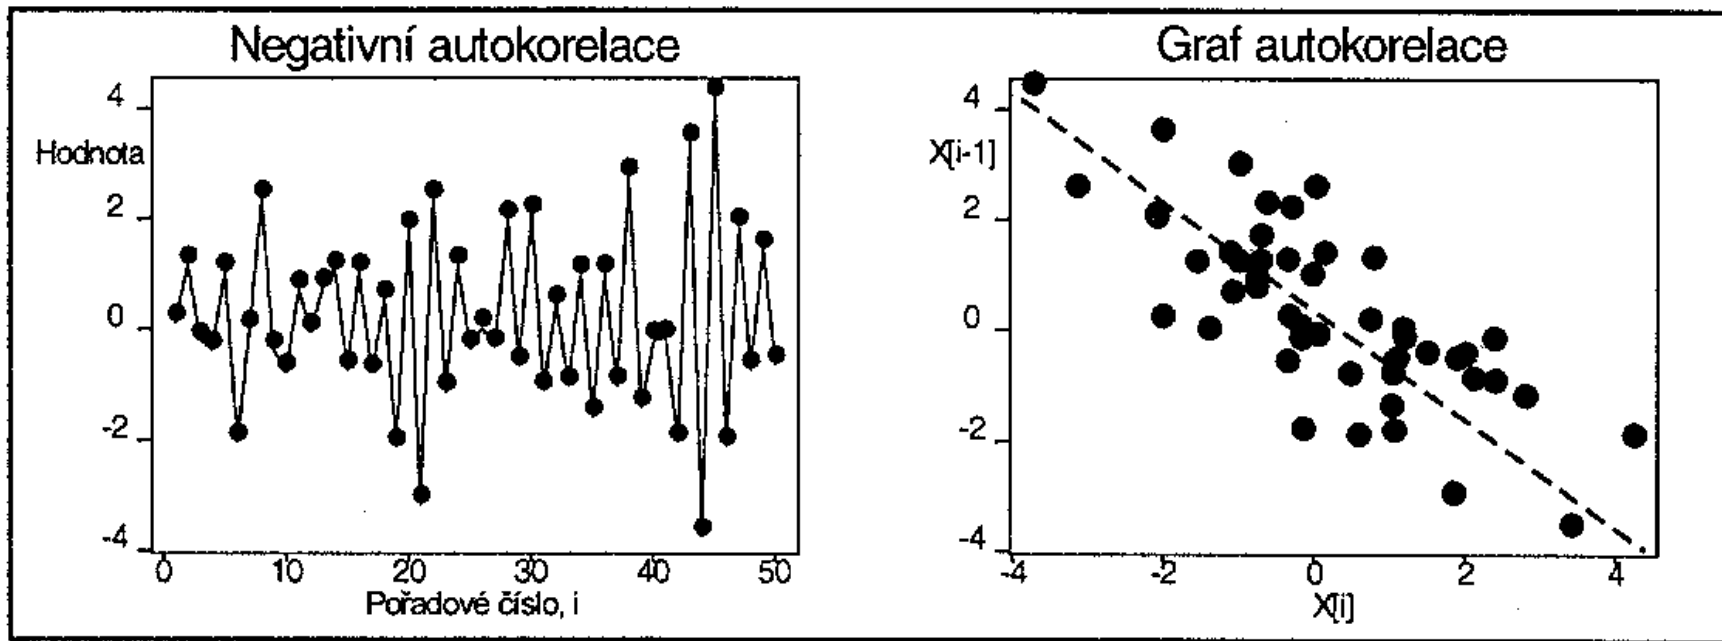 Negativní autokorelace
4
Hodnota
2
0
-2
-4
0 10 20 30 40 50
Pořadové číslo, i
Graf autokorelace
4
X[i-1]
2
0
-2
-4
-4 -2 0 2 4
X[i]